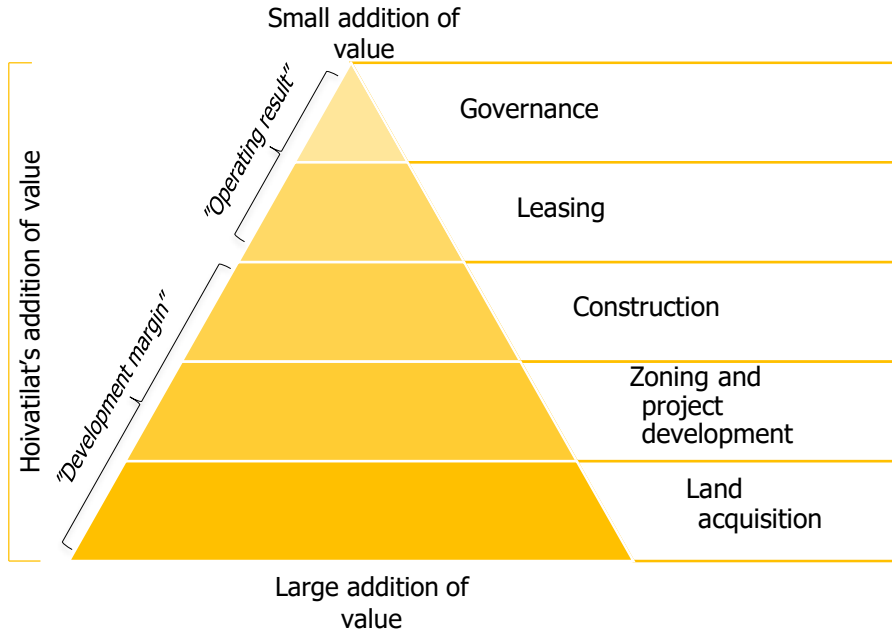 Small addition of
value
Hoivatilat's addition of value
"Operating result"
"Development margin"
Governance
Leasing
Construction
Zoning and
project
development
Land
acquisition
Large addition of
value